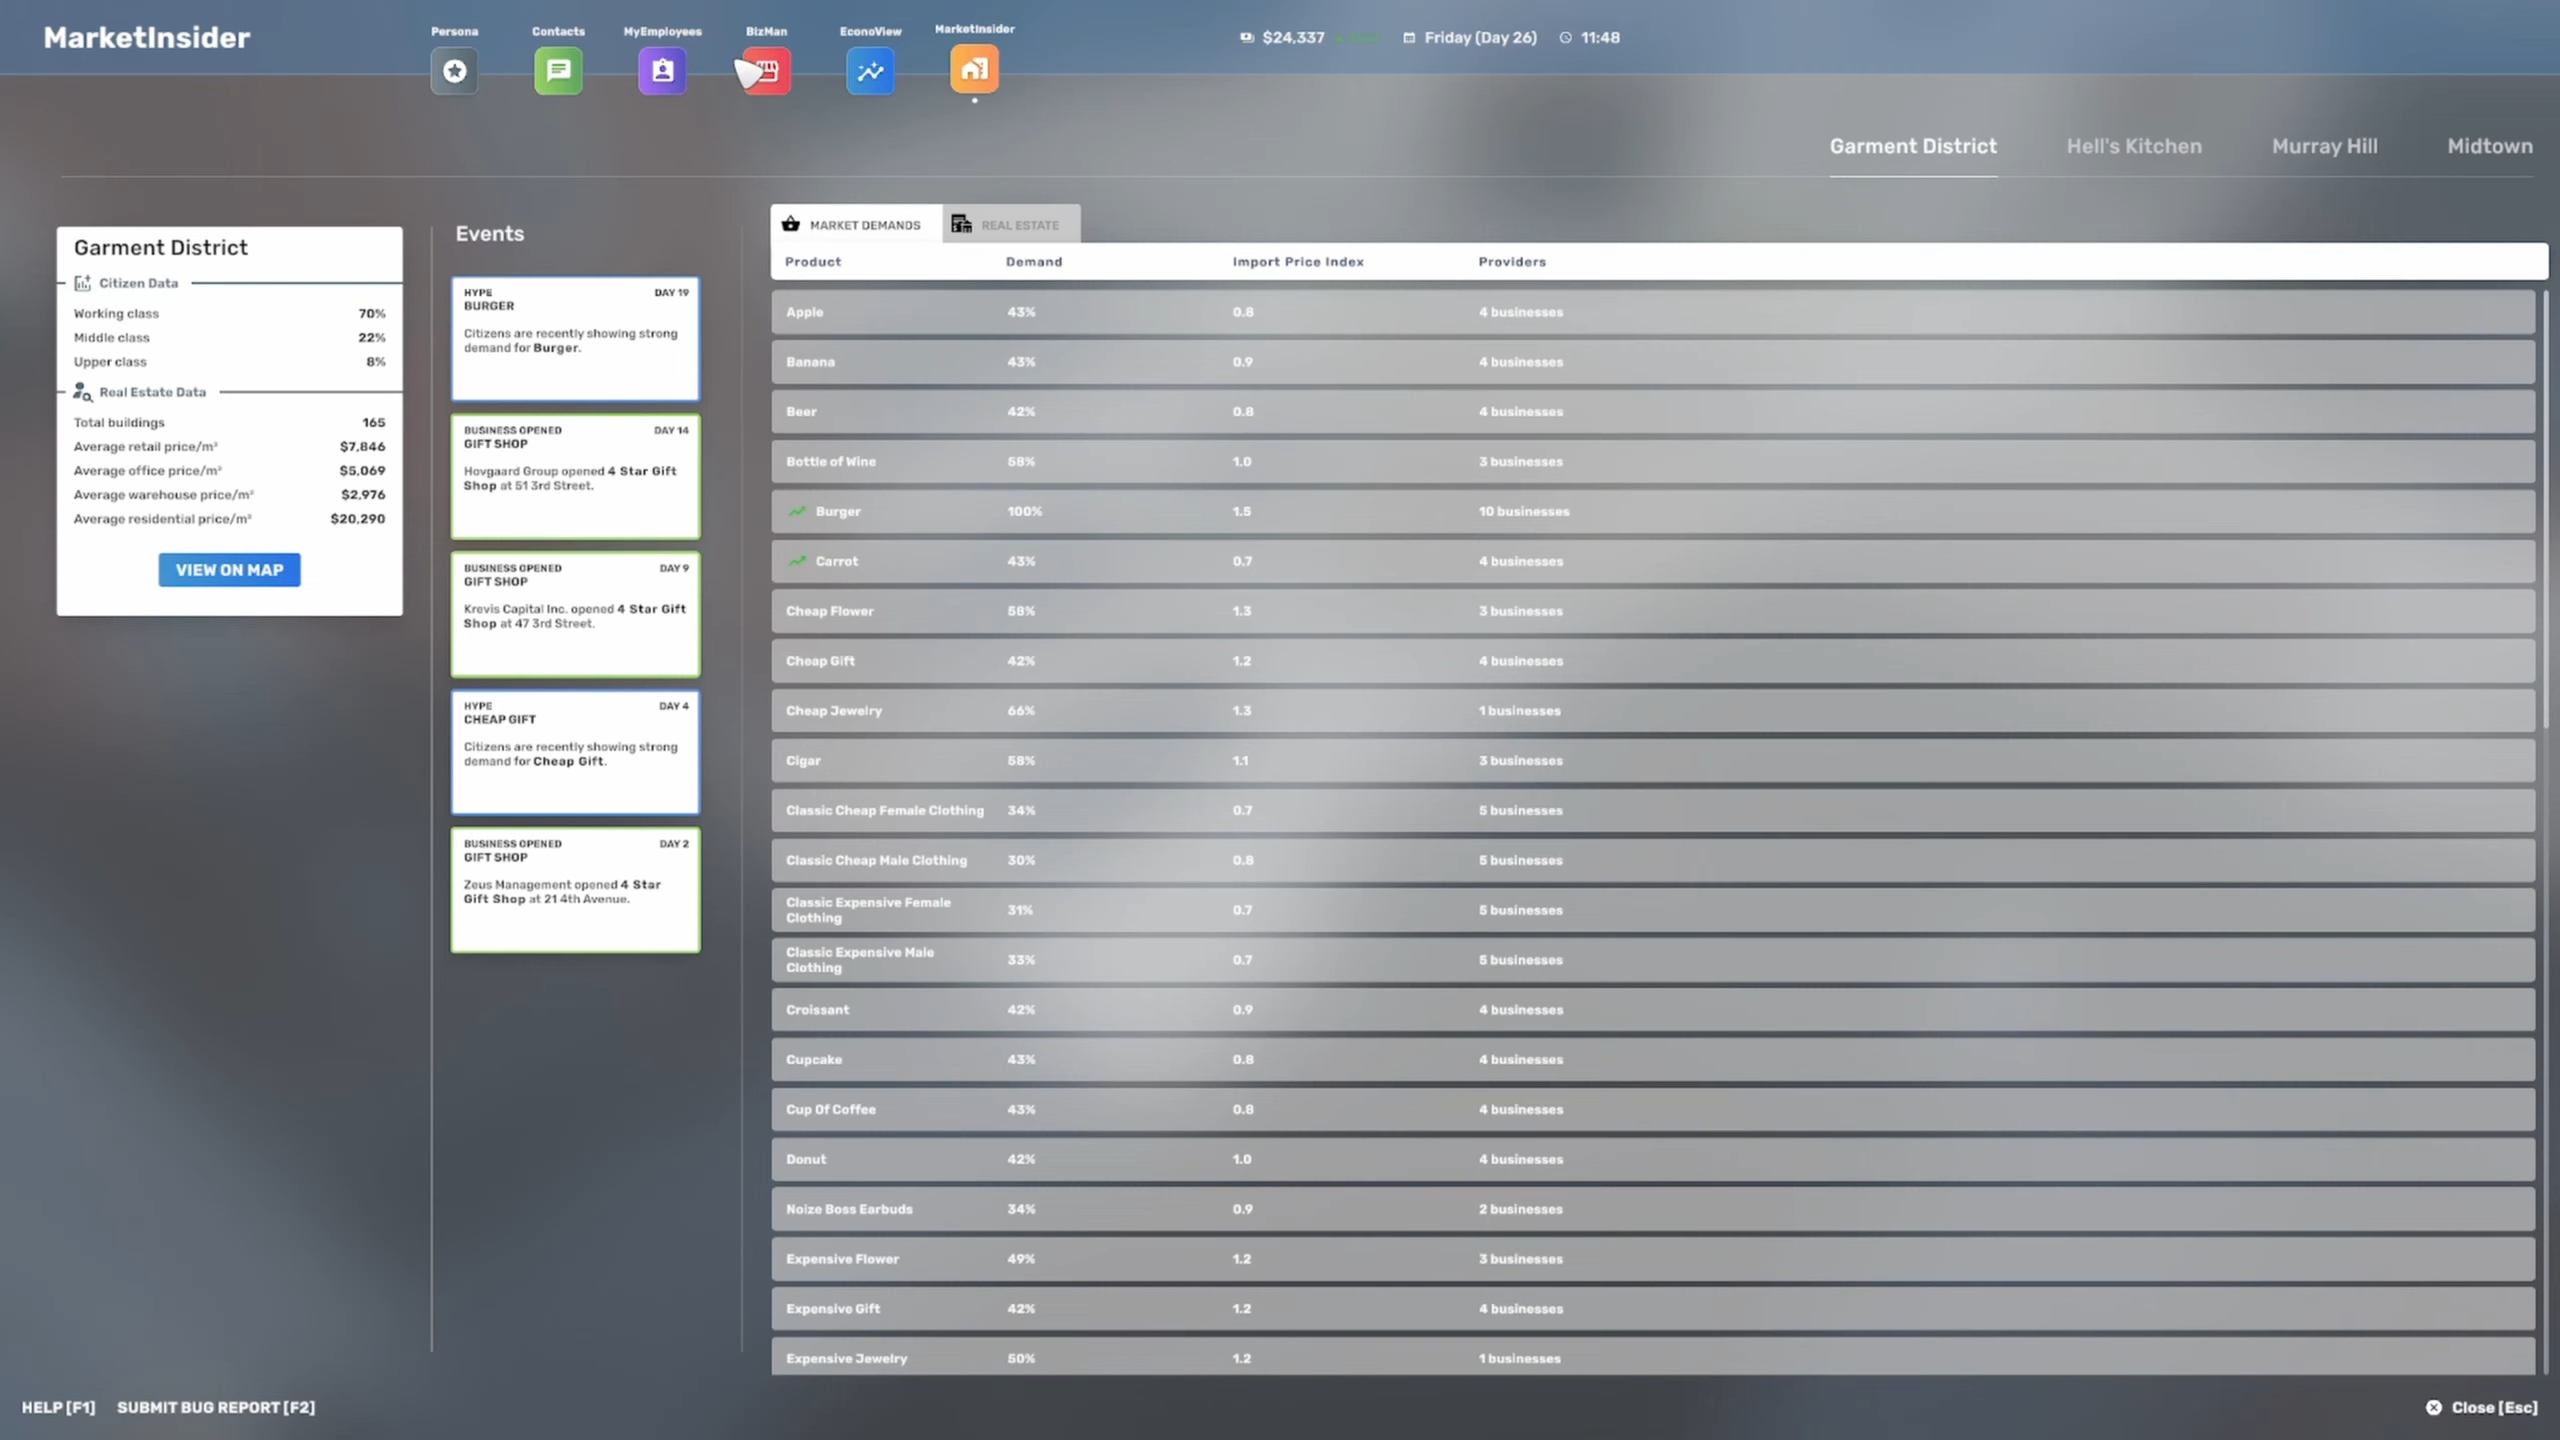 MarketInsider
Persona
Contacts
MyEmployees
BizMan
EconoView
MarketInsider
$24,337
Friday (Day 26)
11:48
Garment District
Hell's Kitchen
Murray Hill
Midtown
Garment District
Citizen Data
Working class 70%
Middle class 22%
Upper class 8%
Real Estate Data
Total buildings 165
Average retail price/m² $7,846
Average office price/m² $5,069
Average warehouse price/m² $2,976
Average residential price/m² $20,290
VIEW ON MAP
Events
HYPE DAY 19
BURGER
Citizens are recently showing strong
demand for Burger.
BUSINESS OPENED DAY 14
GIFT SHOP
Hovgaard Group opened 4 Star Gift
Shop at 51 3rd Street.
BUSINESS OPENED DAY 9
GIFT SHOP
Krevis Capital Inc. opened 4 Star Gift
Shop at 47 3rd Street.
HYPE DAY 4
CHEAP GIFT
Citizens are recently showing strong
demand for Cheap Gift.
BUSINESS OPENED DAY 2
GIFT SHOP
Zeus Management opened 4 Star
Gift Shop at 21 4th Avenue.
MARKET DEMANDS
REAL ESTATE
Product Demand Import Price Index Providers
Apple 43% 0.8 4 businesses
Banana 43% 0.9 4 businesses
Beer 42% 0.8 4 businesses
Bottle of Wine 58% 1.0 3 businesses
Burger 100% 1.5 10 businesses
Carrot 43% 0.7 4 businesses
Cheap Flower 58% 1.3 3 businesses
Cheap Gift 42% 1.2 4 businesses
Cheap Jewelry 66% 1.3 1 businesses
Cigar 58% 1.1 3 businesses
Classic Cheap Female Clothing 34% 0.7 5 businesses
Classic Cheap Male Clothing 30% 0.8 5 businesses
Classic Expensive Female
Clothing 31% 0.7 5 businesses
Classic Expensive Male
Clothing 33% 0.7 5 businesses
Croissant 42% 0.9 4 businesses
Cupcake 43% 0.8 4 businesses
Cup Of Coffee 43% 0.8 4 businesses
Donut 42% 1.0 4 businesses
Noize Boss Earbuds 34% 0.9 2 businesses
Expensive Flower 49% 1.2 3 businesses
Expensive Gift 42% 1.2 4 businesses
Expensive Jewelry 50% 1.2 1 businesses
HELP [F1]
SUBMIT BUG REPORT [F2]
Close [Esc]